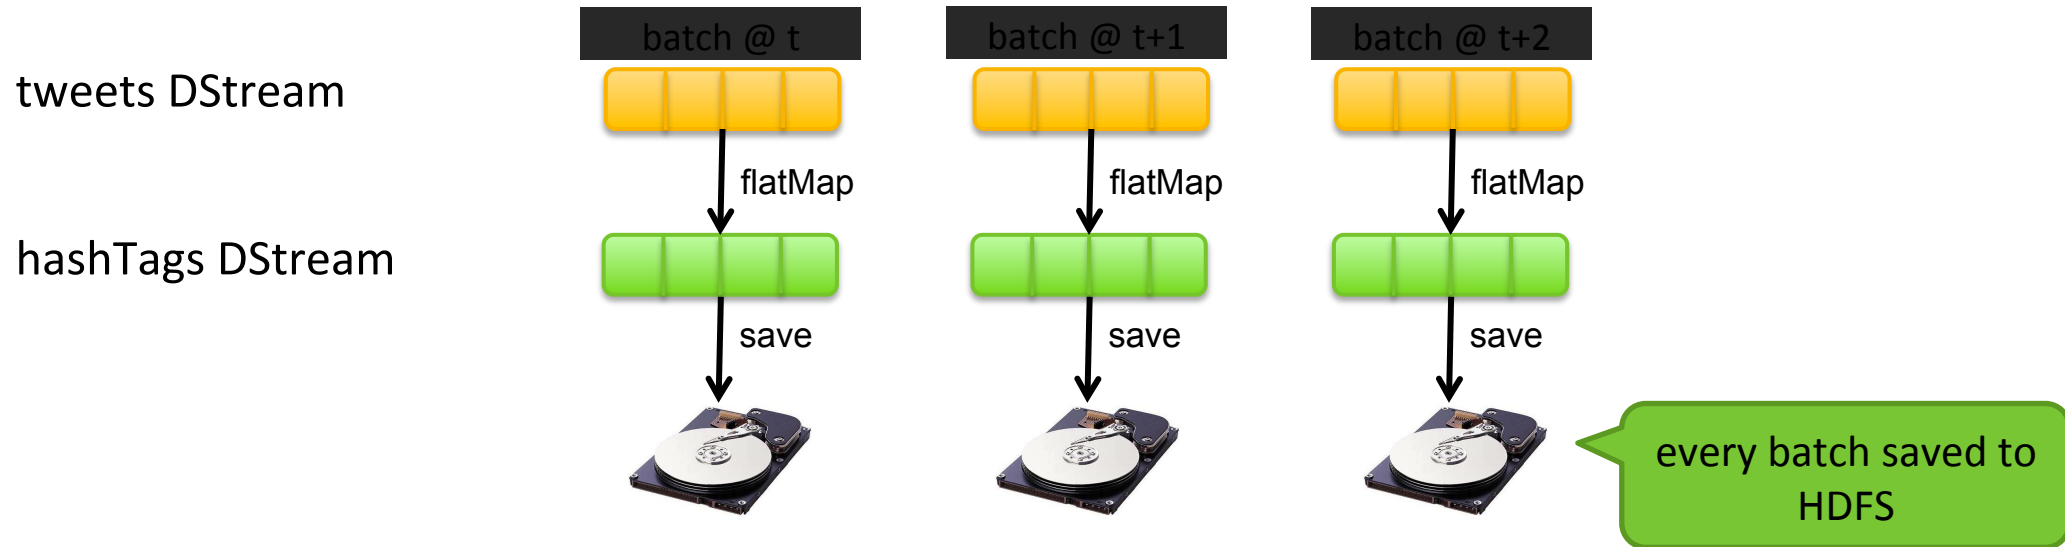 batch @ t
batch @ t+1
batch @ t+2
tweets DStream
flatMap
flatMap
flatMap
hashTags DStream
save
save
save
every batch saved to
HDFS